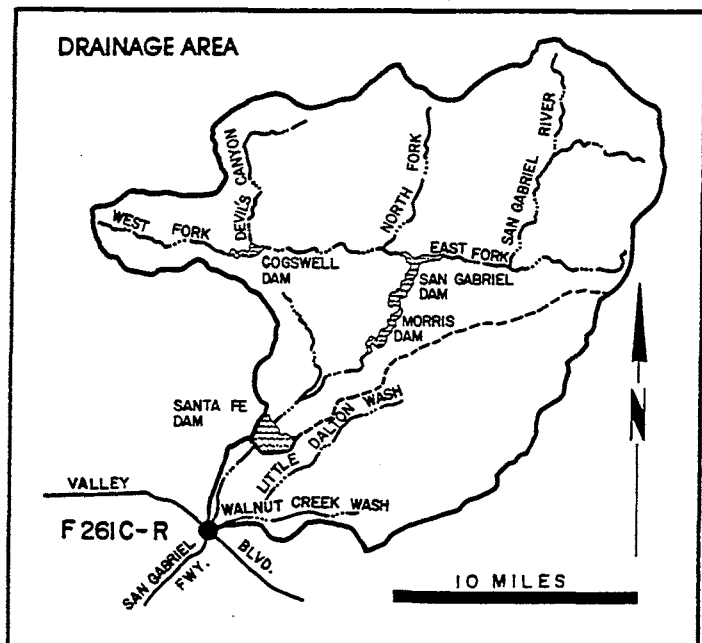 DRAINAGE AREA
DEVIL'S CANYON
NORTH FORK
SAN GABRIEL RIVER
WEST FORK
EAST FORK
COGSWELL
DAM
SAN GABRIEL
DAM
MORRIS
DAM
SANTA FE
DAM
LITTLE DALTON WASH
VALLEY
WALNUT CREEK WASH
F261C-R
SAN GABRIEL
FWY.
BLVD.
N
10 MILES